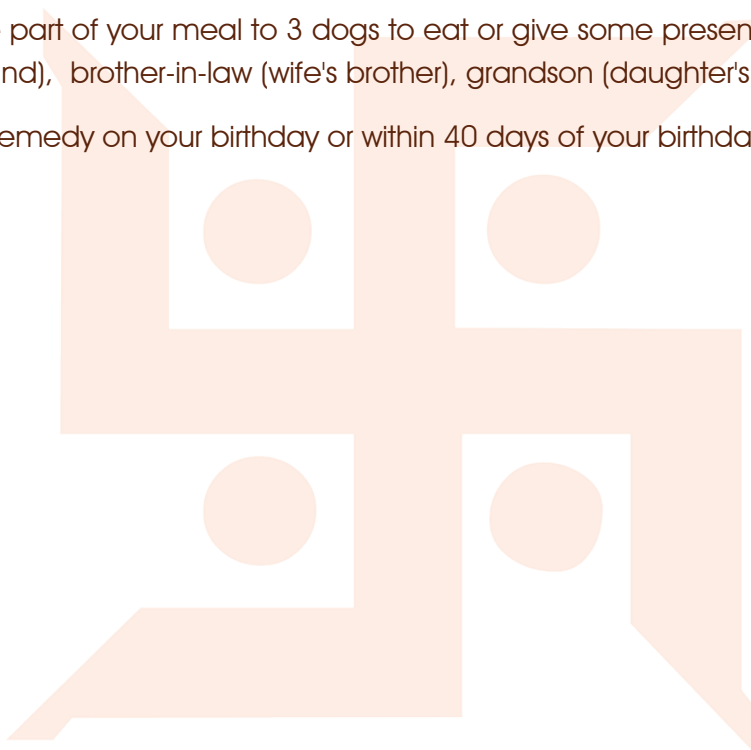 part of your meal to 3 dogs to eat or give some presen
nd), brother-in-law (wife's brother), grandson (daughter's
emedy on your birthday or within 40 days of your birthda